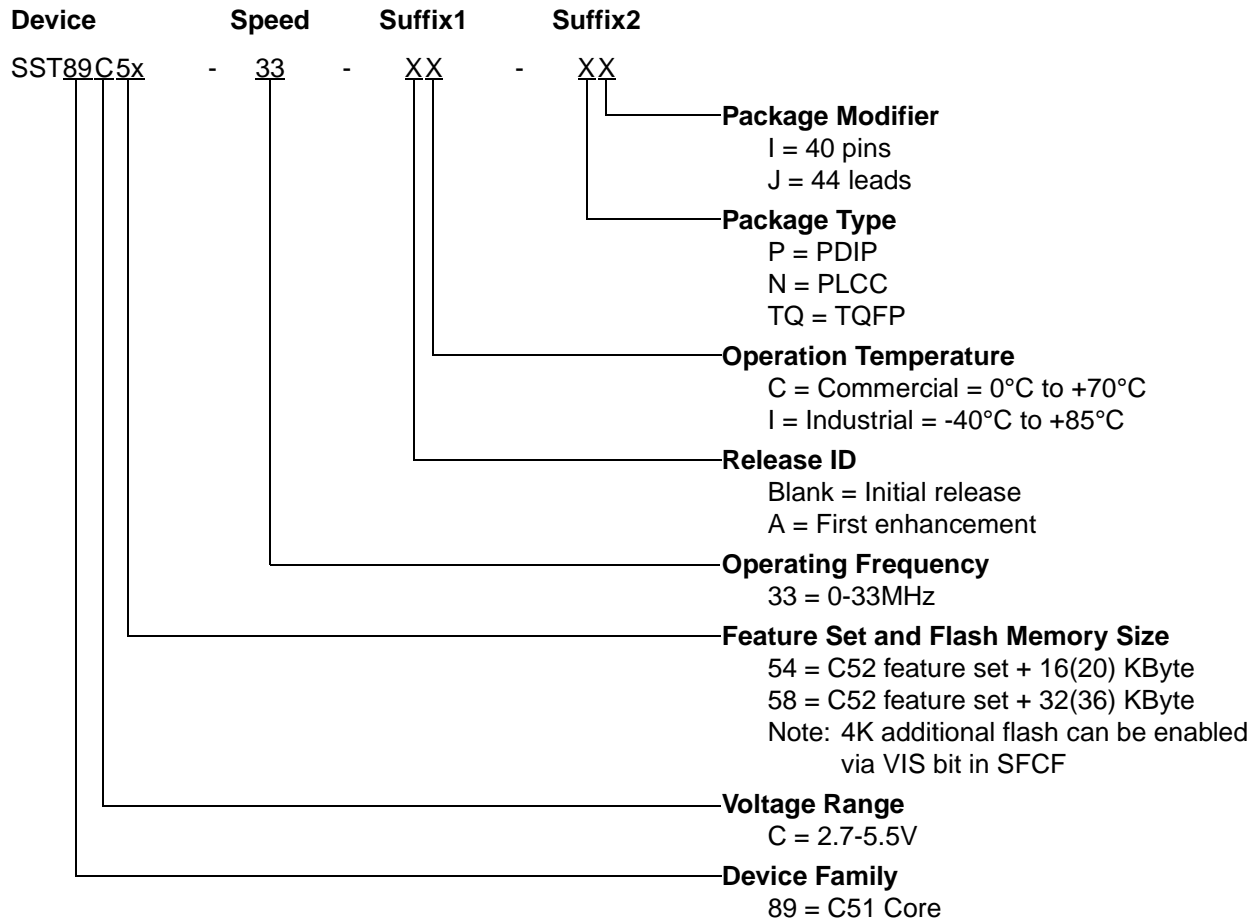 Device Speed Suffix1 Suffix2
SST89C5x - 33 - XX - XX
Package Modifier
I = 40 pins
J = 44 leads
Package Type
P = PDIP
N = PLCC
TQ = TQFP
Operation Temperature
C = Commercial = 0°C to +70°C
I = Industrial = -40°C to +85°C
Release ID
Blank = Initial release
A = First enhancement
Operating Frequency
33 = 0-33MHz
Feature Set and Flash Memory Size
54 = C52 feature set + 16(20) KByte
58 = C52 feature set + 32(36) KByte
Note: 4K additional flash can be enabled
via VIS bit in SFCF
Voltage Range
C = 2.7-5.5V
Device Family
89 = C51 Core